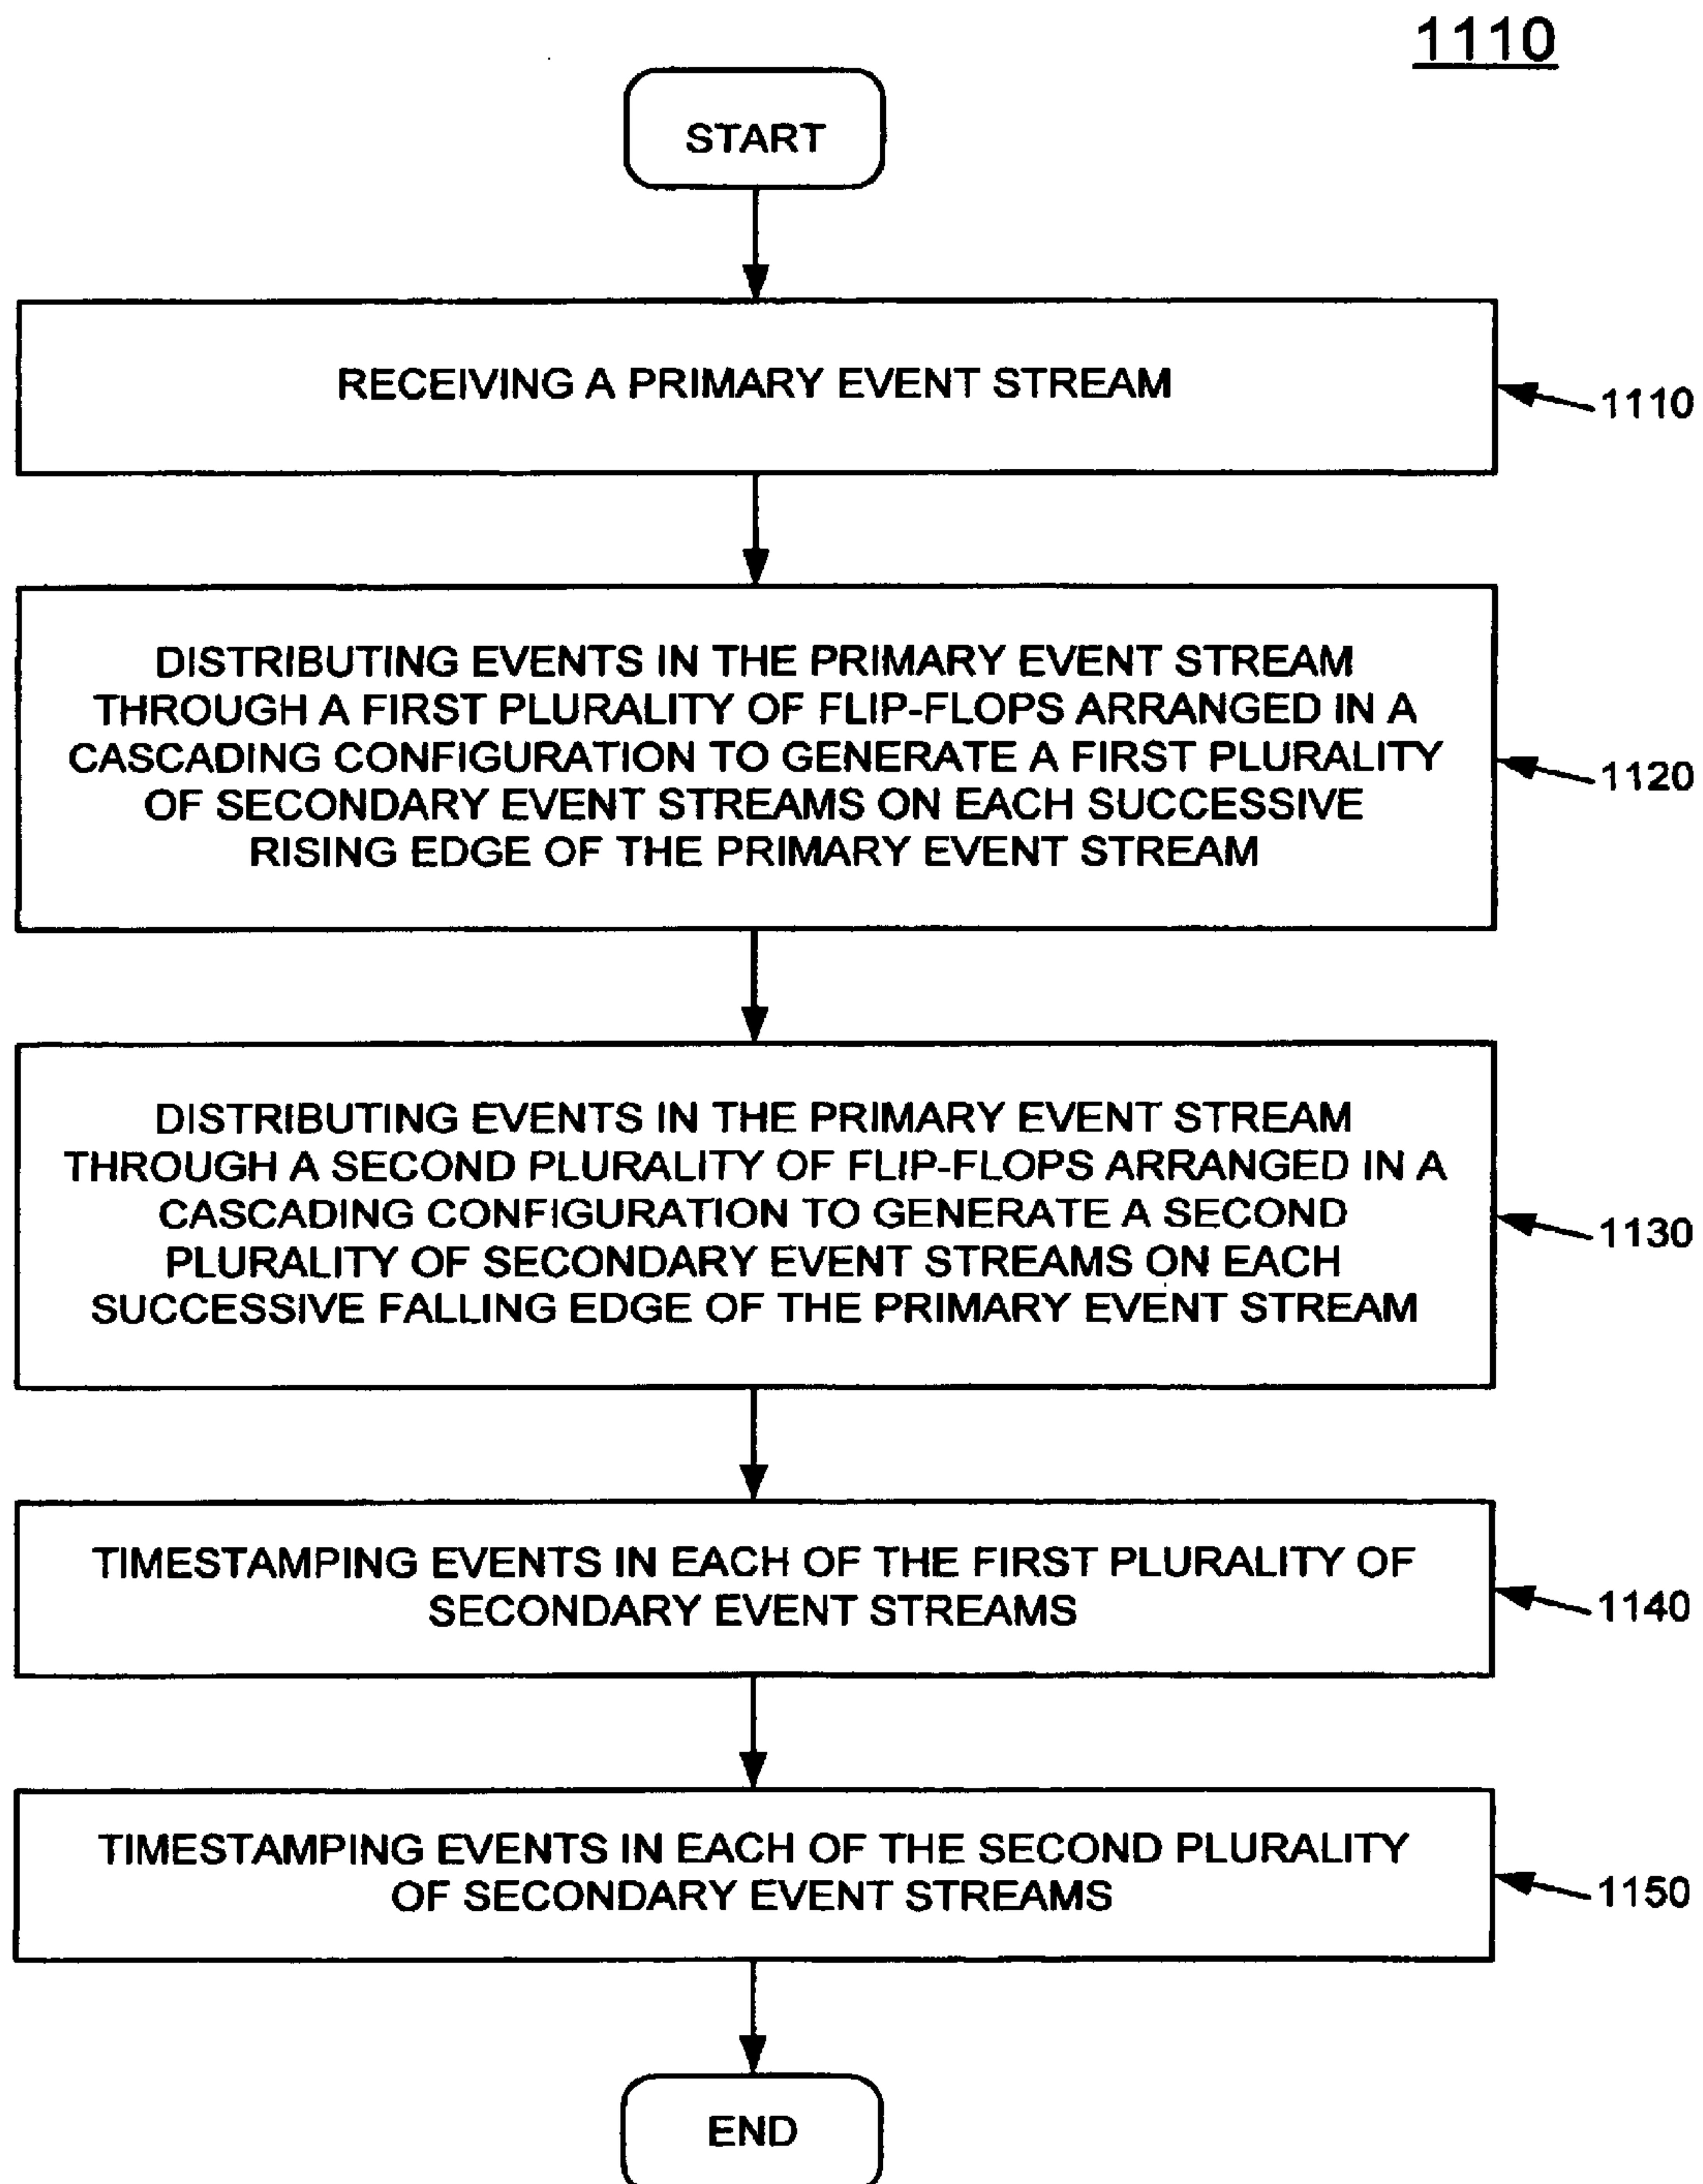 1110
START
RECEIVING A PRIMARY EVENT STREAM
1110
DISTRIBUTING EVENTS IN THE PRIMARY EVENT STREAM
THROUGH A FIRST PLURALITY OF FLIP-FLOPS ARRANGED IN A
CASCADING CONFIGURATION TO GENERATE A FIRST PLURALITY
OF SECONDARY EVENT STREAMS ON EACH SUCCESSIVE
RISING EDGE OF THE PRIMARY EVENT STREAM
1120
DISTRIBUTING EVENTS IN THE PRIMARY EVENT STREAM
THROUGH A SECOND PLURALITY OF FLIP-FLOPS ARRANGED IN A
CASCADING CONFIGURATION TO GENERATE A SECOND
PLURALITY OF SECONDARY EVENT STREAMS ON EACH
SUCCESSIVE FALLING EDGE OF THE PRIMARY EVENT STREAM
1130
TIMESTAMPING EVENTS IN EACH OF THE FIRST PLURALITY OF
SECONDARY EVENT STREAMS
1140
TIMESTAMPING EVENTS IN EACH OF THE SECOND PLURALITY
OF SECONDARY EVENT STREAMS
1150
END